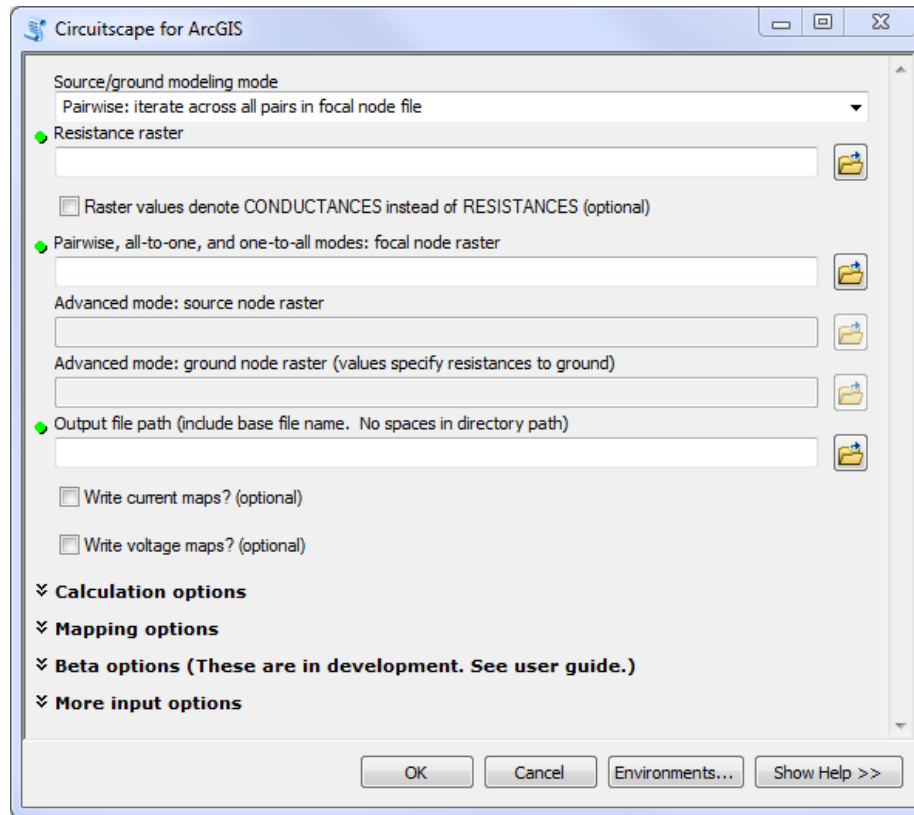 Circuitscape for ArcGIS
Source/ground modeling mode
Pairwise: iterate across all pairs in focal node file
Resistance raster
Raster values denote CONDUCTANCES instead of RESISTANCES (optional)
Pairwise, all-to-one, and one-to-all modes: focal node raster
Advanced mode: source node raster
Advanced mode: ground node raster (values specify resistances to ground)
Output file path (include base file name.  No spaces in directory path)
Write current maps? (optional)
Write voltage maps? (optional)
Calculation options
Mapping options
Beta options (These are in development. See user guide.)
More input options
OK Cancel Environments... Show Help >>